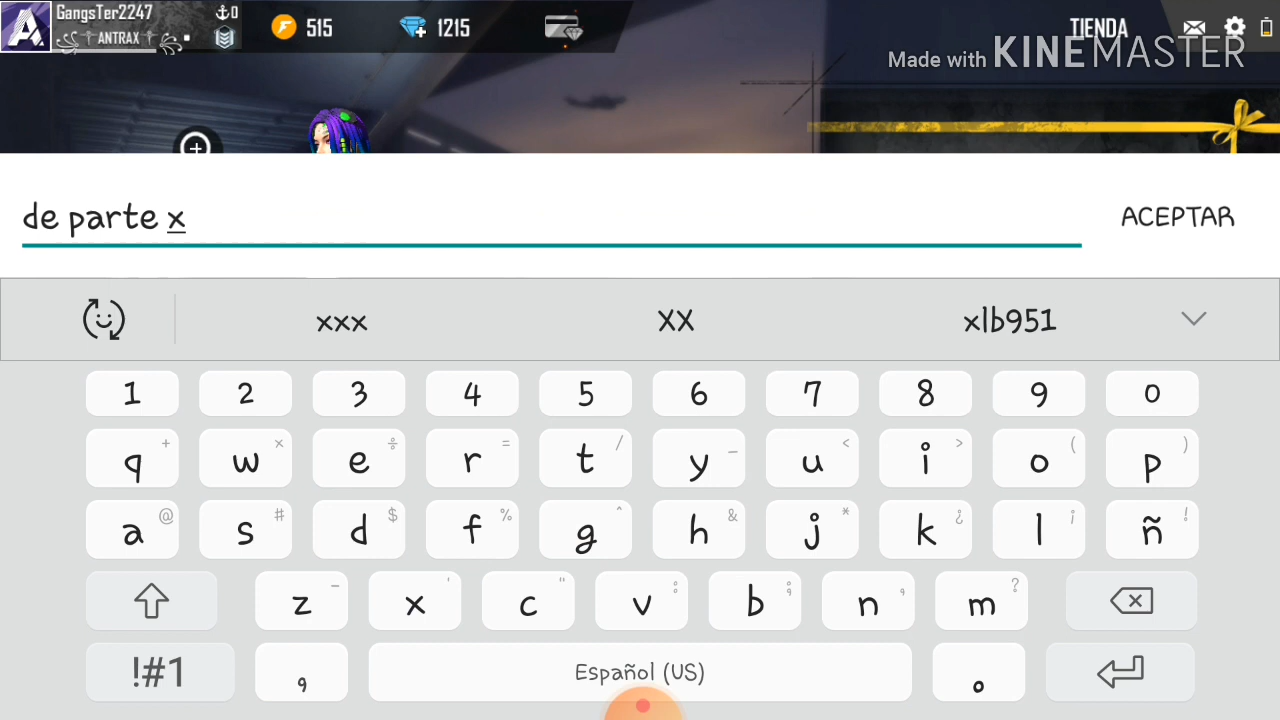 GangsTer2247
0
515
1215
TIENDA
ANTRAX
Made with KINEMASTER
de parte x
ACEPTAR
xxx
XX
xlb951
1 2 3 4 5 6 7 8 9 0
q + w × e ÷ r = t / y _ u < i > o ( p )
a @ s # d $ f % g ^ h & j * k ¿ l ¡ ñ !
z - x ' c " v : b ; n , m ?
!#1 , Español (US) .